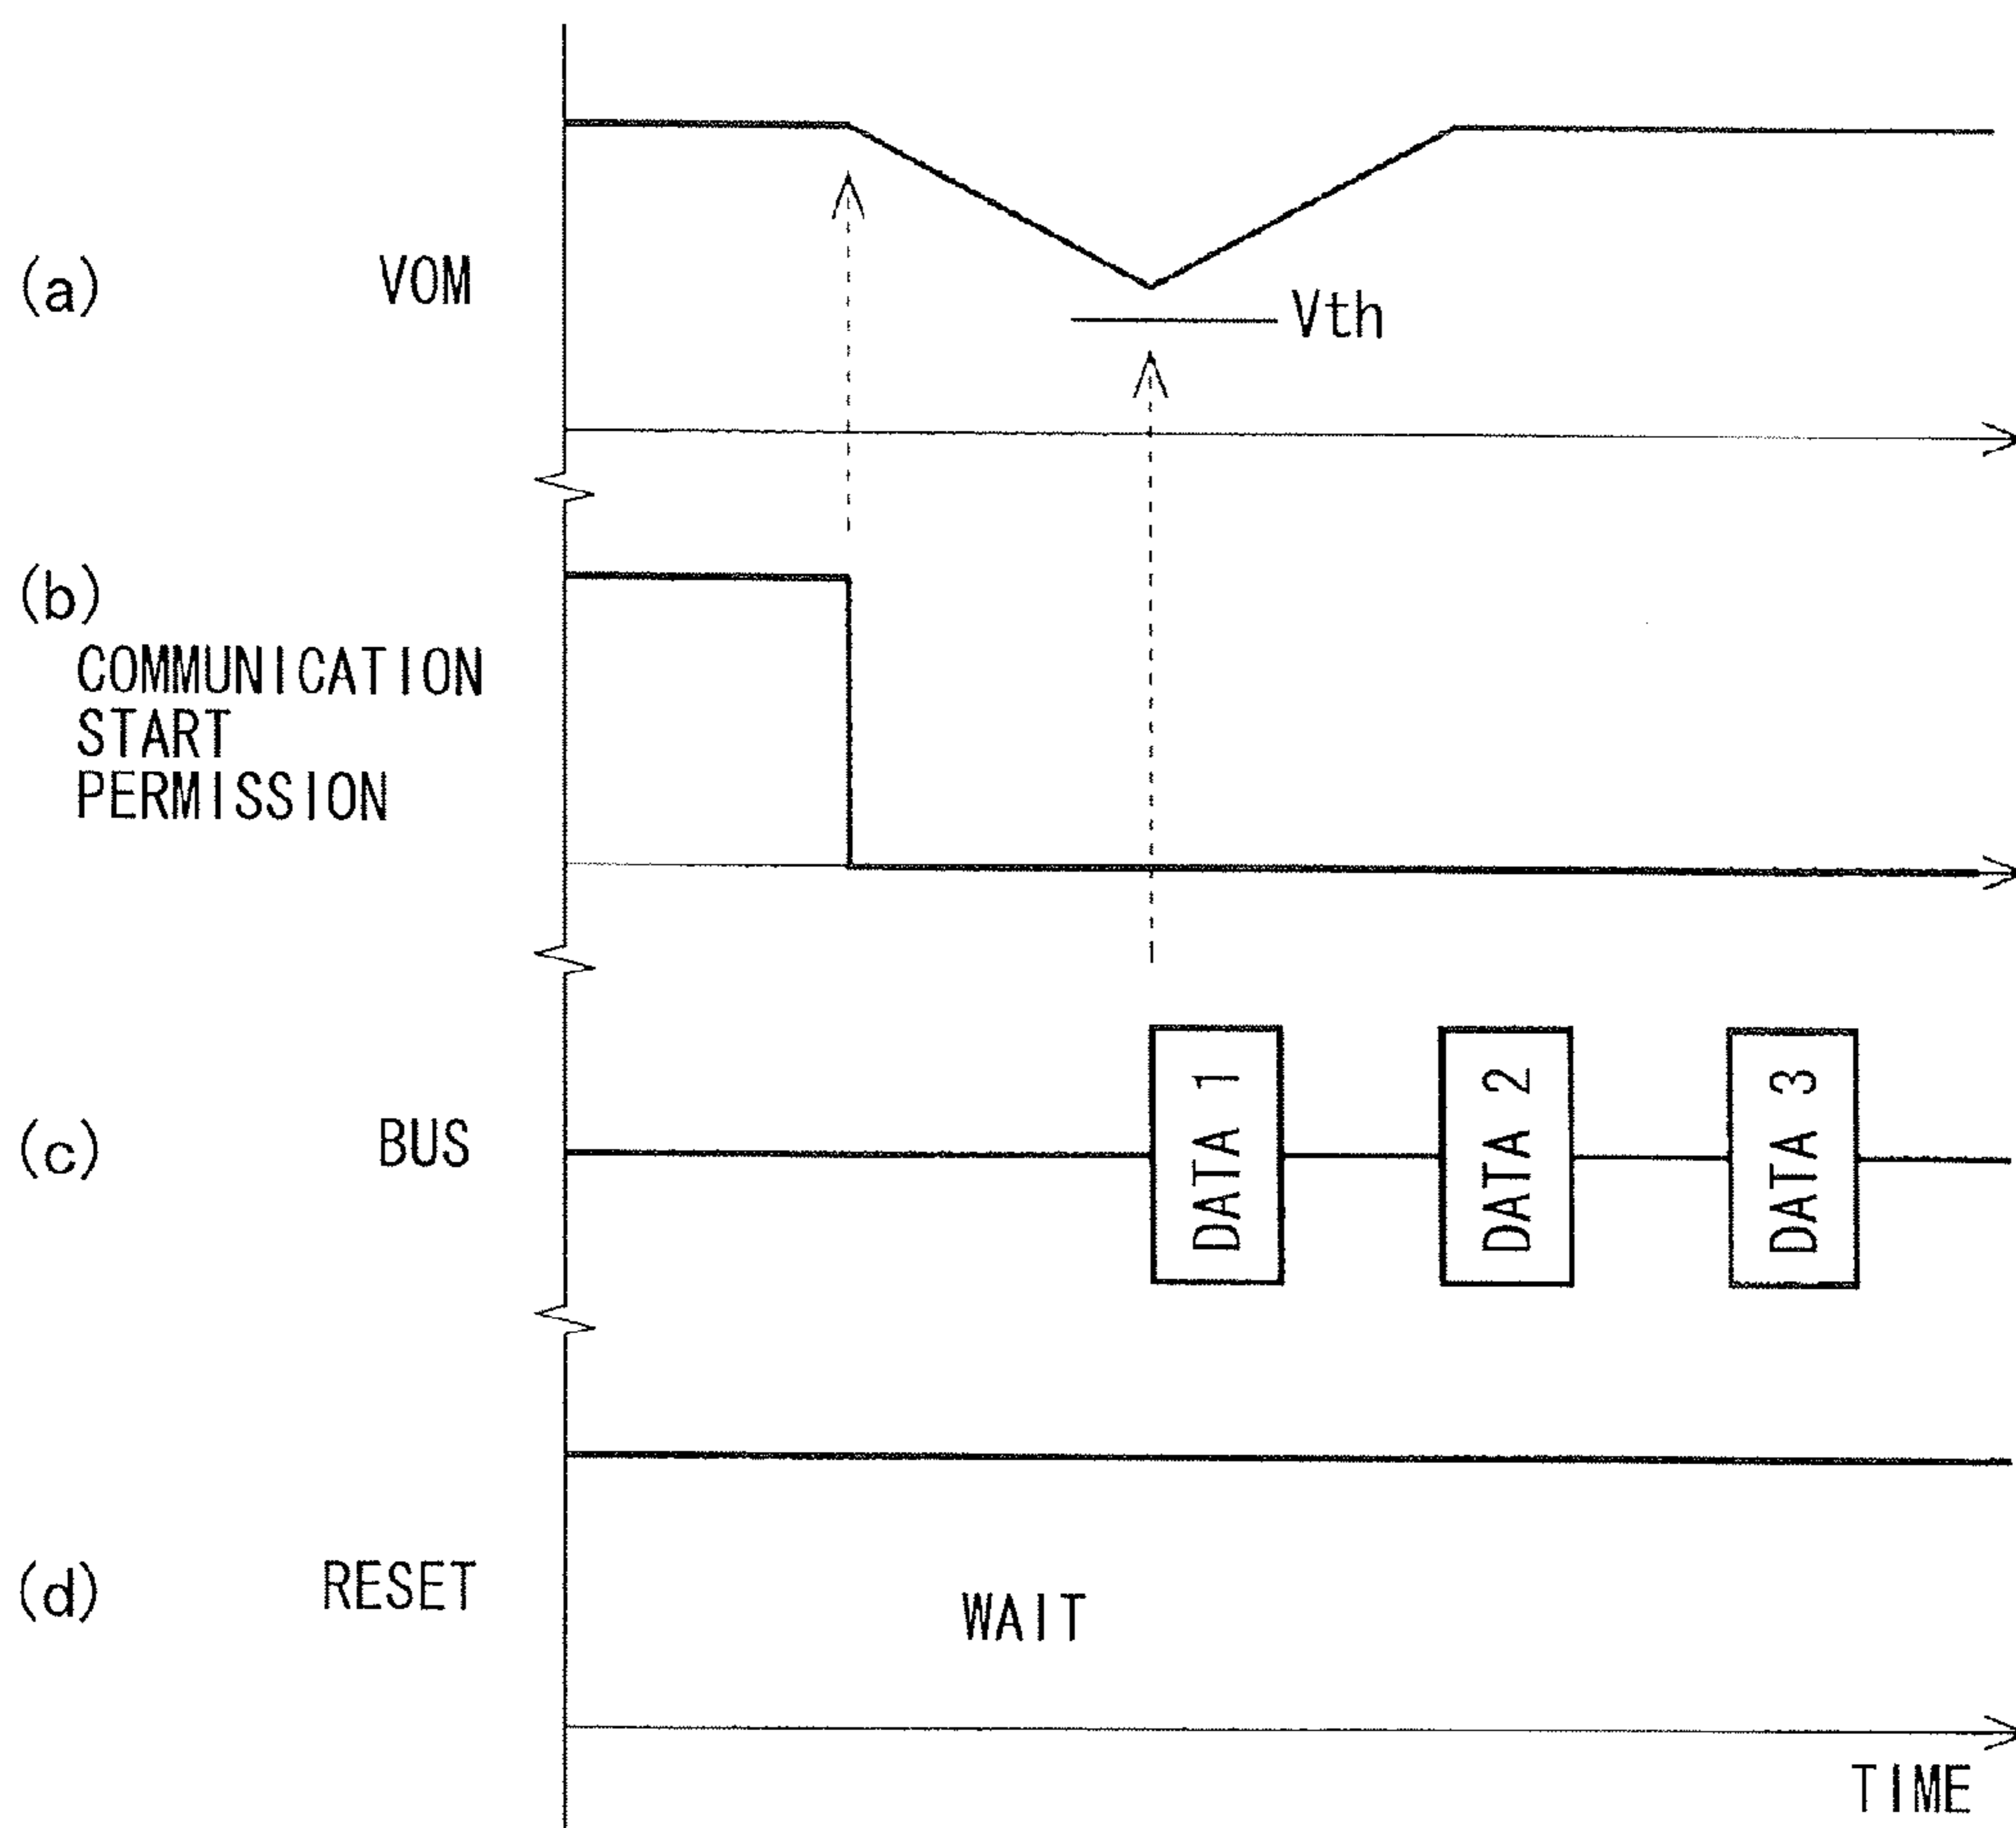 (a) VOM
Vth
(b)
COMMUNICATION
START
PERMISSION
(c) BUS
DATA 1
DATA 2
DATA 3
(d) RESET
WAIT
TIME